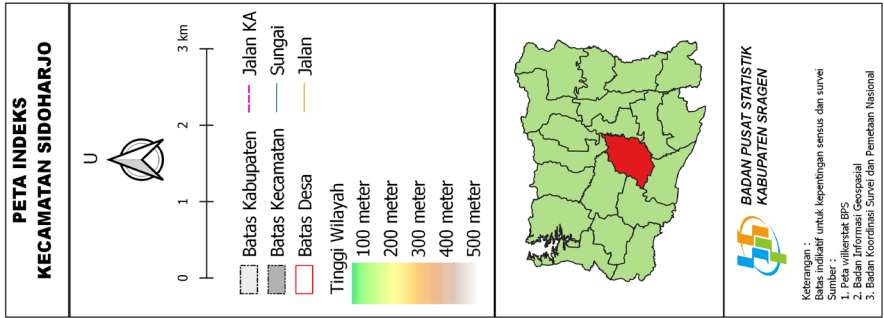 PETA INDEKS
KECAMATAN SIDOHARJO
U
0 1 2 3 km
Batas Kabupaten
Batas Kecamatan
Batas Desa
Jalan KA
Sungai
Jalan
Tinggi Wilayah
100 meter
200 meter
300 meter
400 meter
500 meter
BADAN PUSAT STATISTIK
KABUPATEN SRAGEN
Keterangan :
Batas indikatif untuk kepentingan sensus dan survei
Sumber :
1. Peta wilkerstat BPS
2. Badan Informasi Geospasial
3. Badan Koordinasi Survei dan Pemetaan Nasional